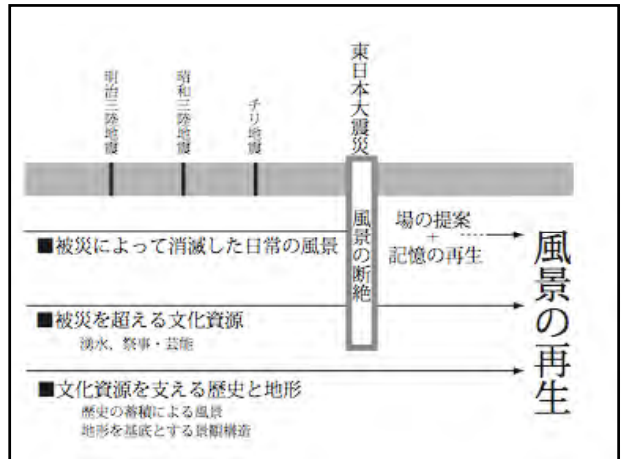 明治三陸地震
昭和三陸地震
チリ地震
東日本大震災
風景の断絶
場の提案
+
記憶の再生
■被災によって消滅した日常の風景
■被災を超える文化資源
湧水、祭事・芸能
■文化資源を支える歴史と地形
歴史の蓄積による風景
地形を基底とする景観構造
風景の再生